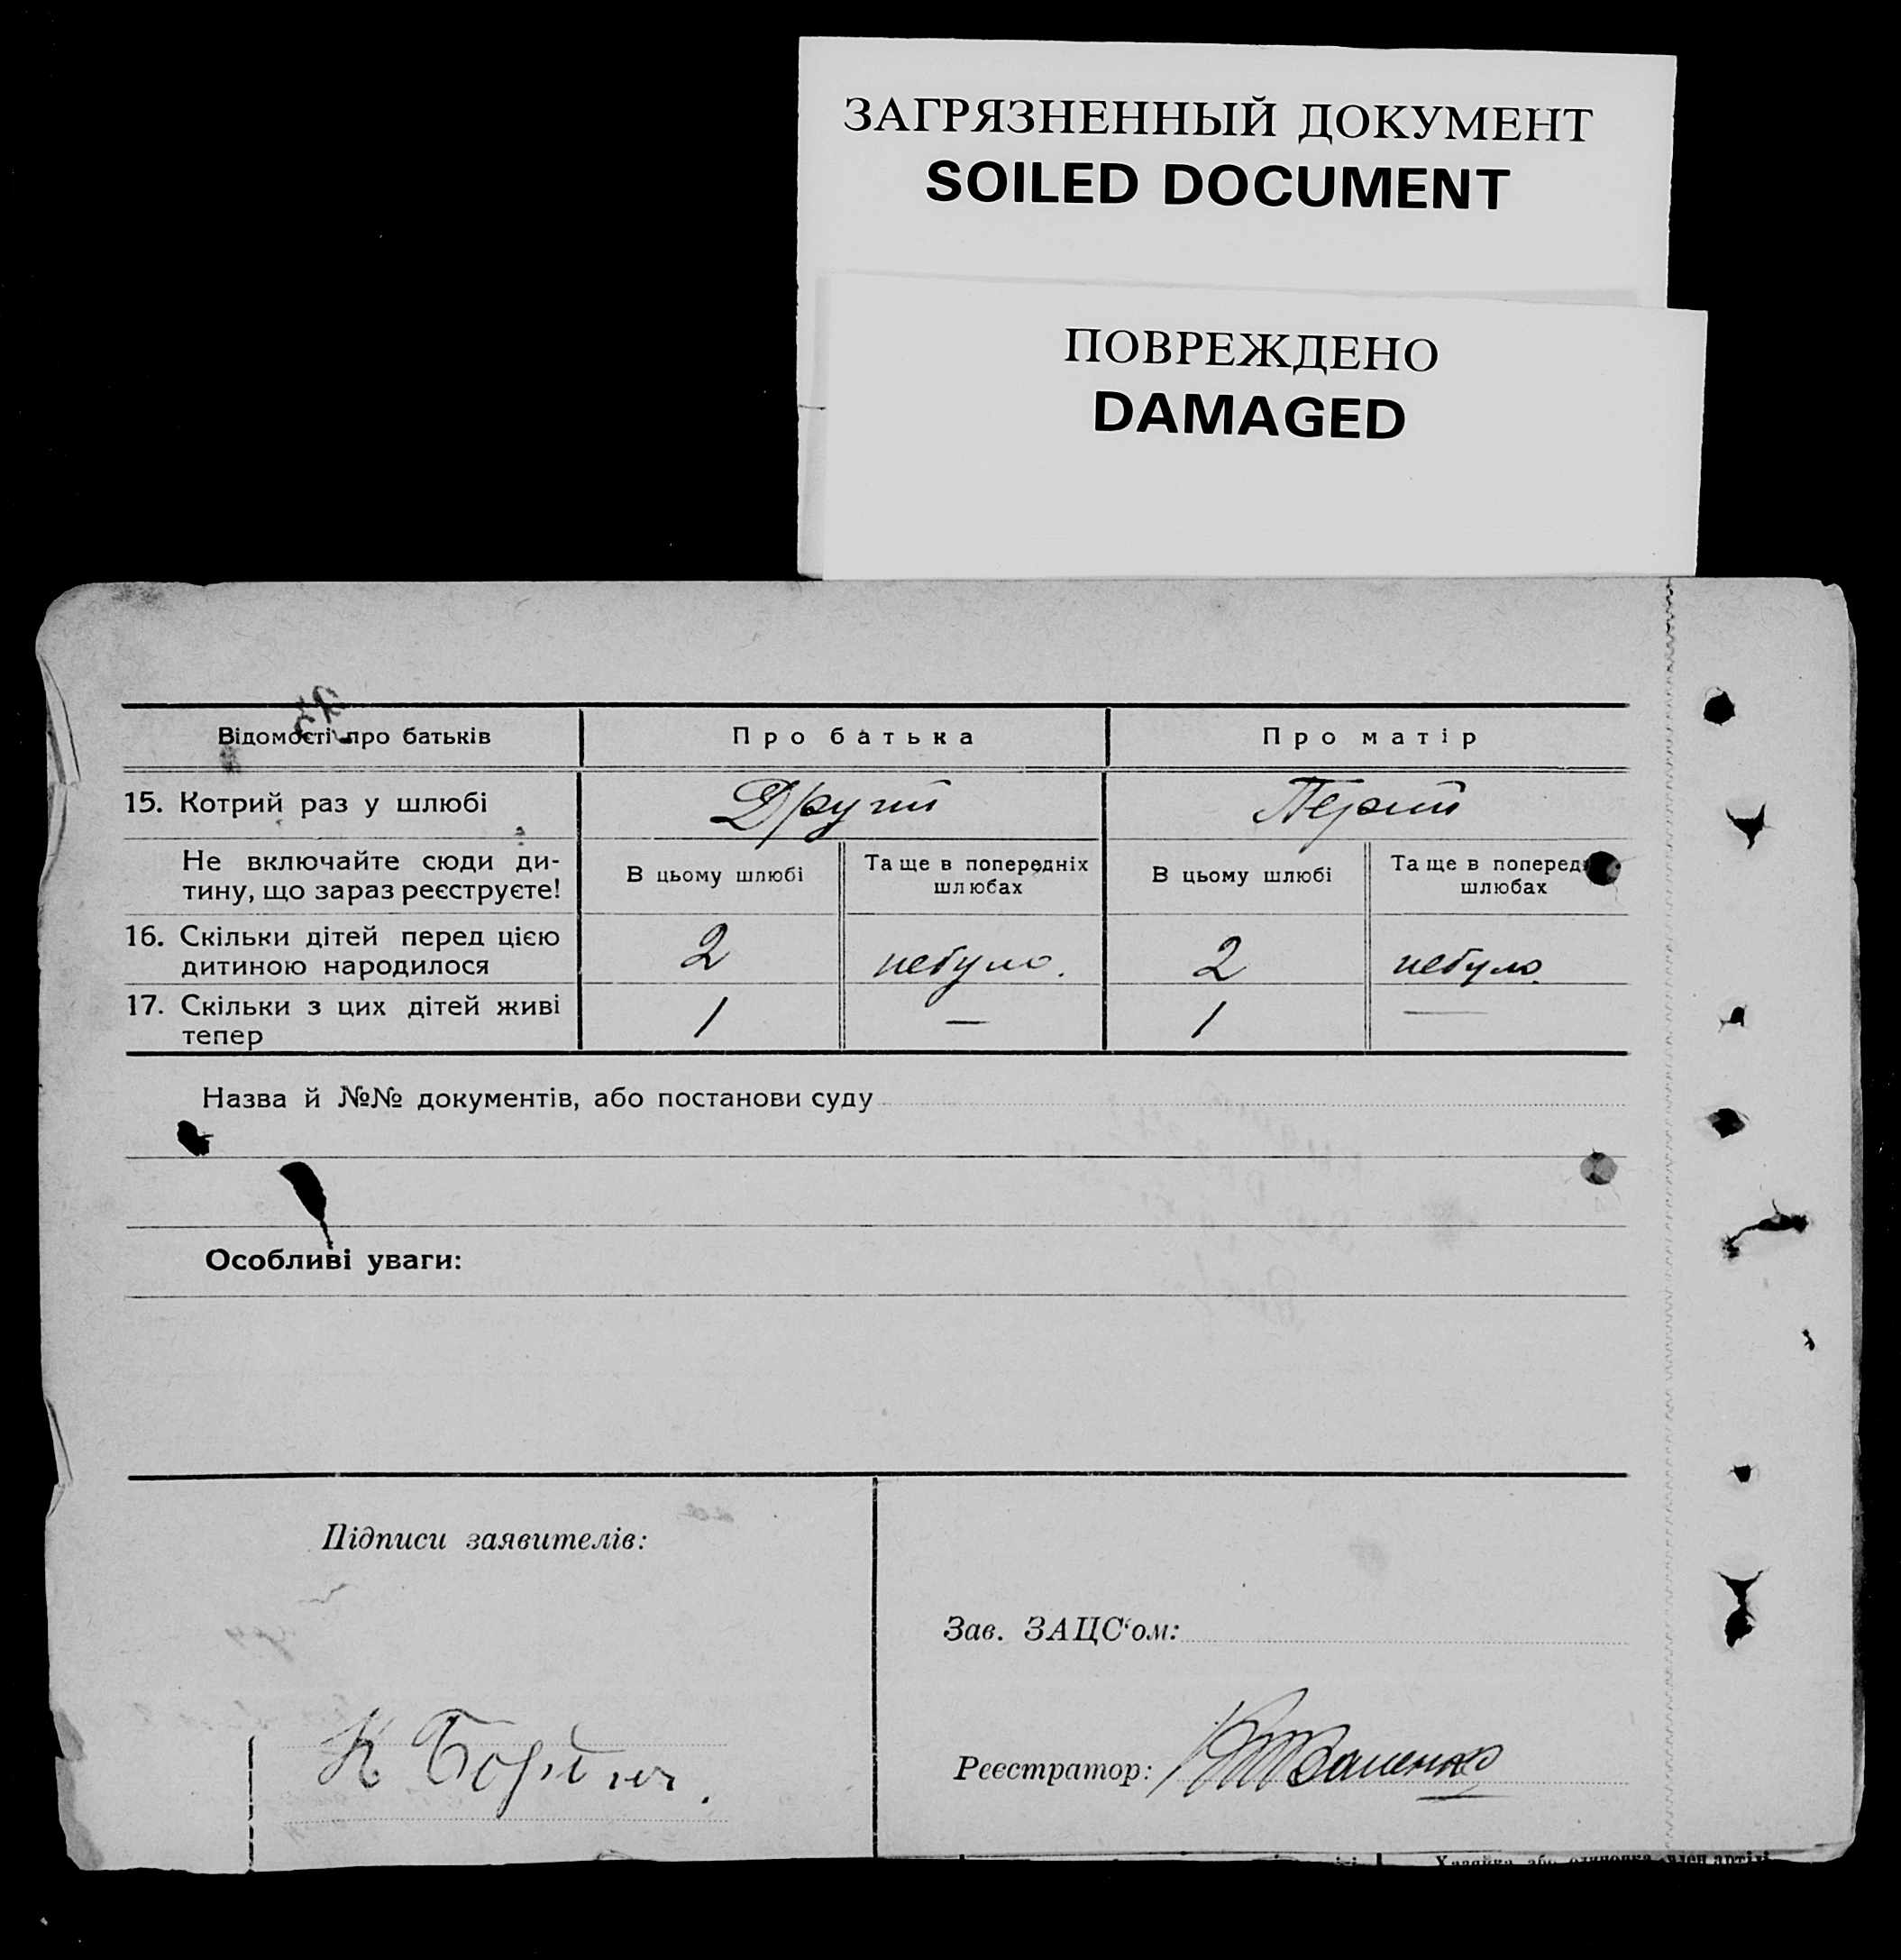 ЗАГРЯЗНЕННЫЙ ДОКУМЕНТ
SOILED DOCUMENT
ПОВРЕЖДЕНО
DAMAGED
Відомості про батьків Про батька Про матір
15. Котрий раз у шлюбі Другий Перший
Не включайте сюди ди-
тину, що зараз реєструєте!
В цьому шлюбі Та ще в попередніх
шлюбах
В цьому шлюбі Та ще в поперед
шлюбах
16. Скільки дітей перед цією
дитиною народилося
2 небуло. 2 небуло.
17. Скільки з цих дітей живі
тепер
1 — 1 —
Назва й №№ документів, або постанови суду
Особливі уваги:
Підписи заявителів:
Зав. ЗАЦС‘ом:
К
Реєстратор: